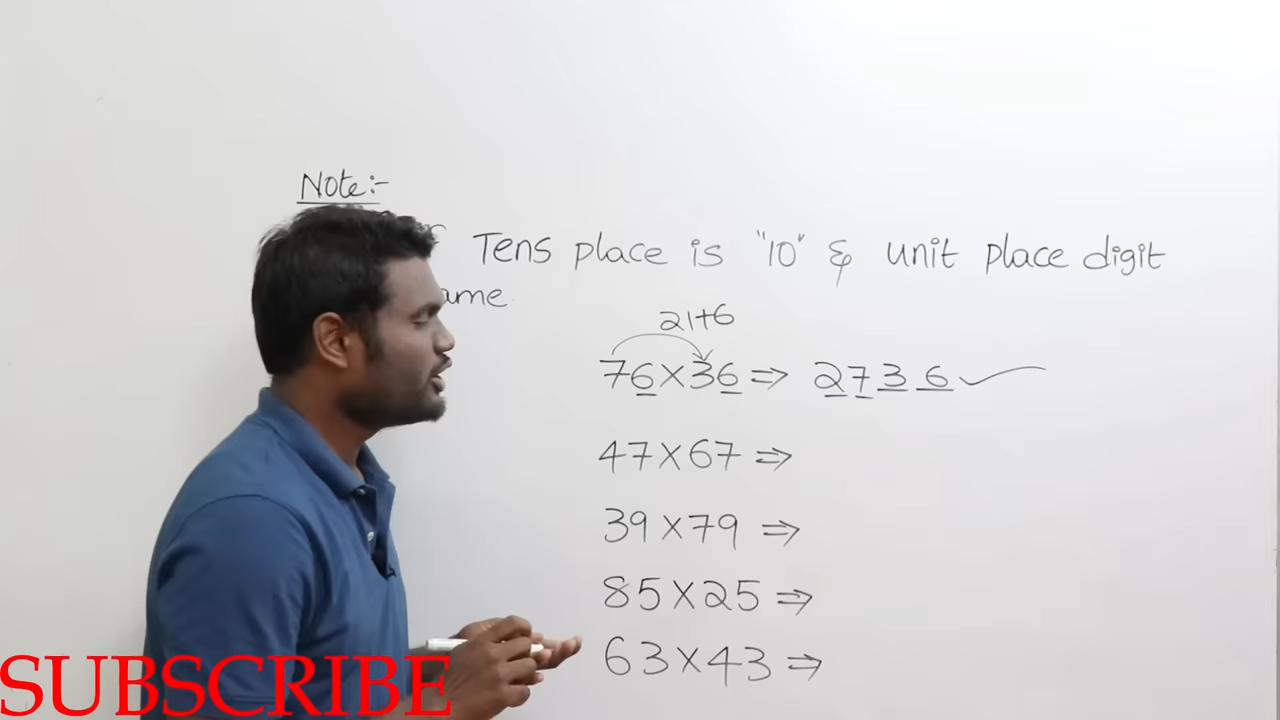 Note:-
Tens place is "10" & unit place digit
21+6
76×36 ⇒ 2736 ✓
47×67 ⇒
39×79 ⇒
85×25 ⇒
63×43 ⇒
SUBSCRIBE